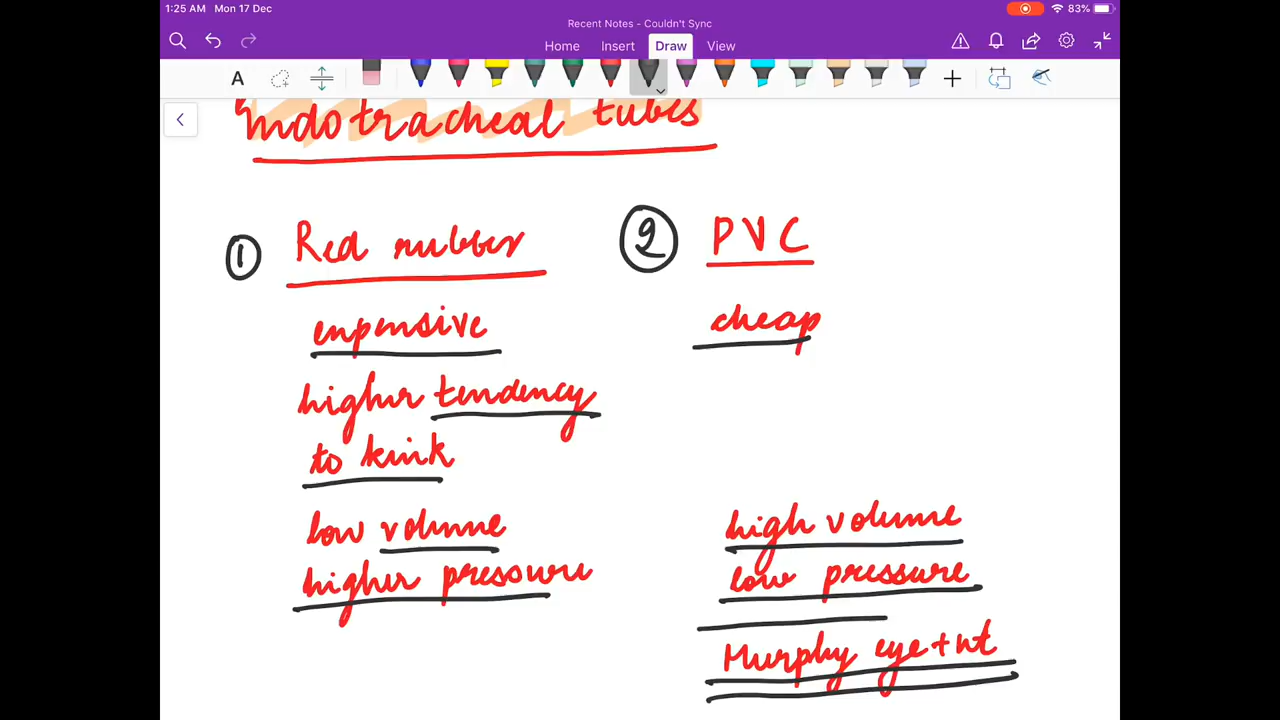 1:25 AM Mon 17 Dec
83%
Recent Notes - Couldn't Sync
Home Insert Draw View
A
Endotracheal tubes
① Red rubber
expensive
higher tendency
to kink
low volume
higher pressure
② PVC
cheap
high volume
low pressure
Murphy eye +nt